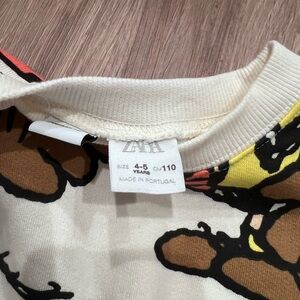 ZARA
SIZE 4-5 YEARS CM 110
MADE IN PORTUGAL